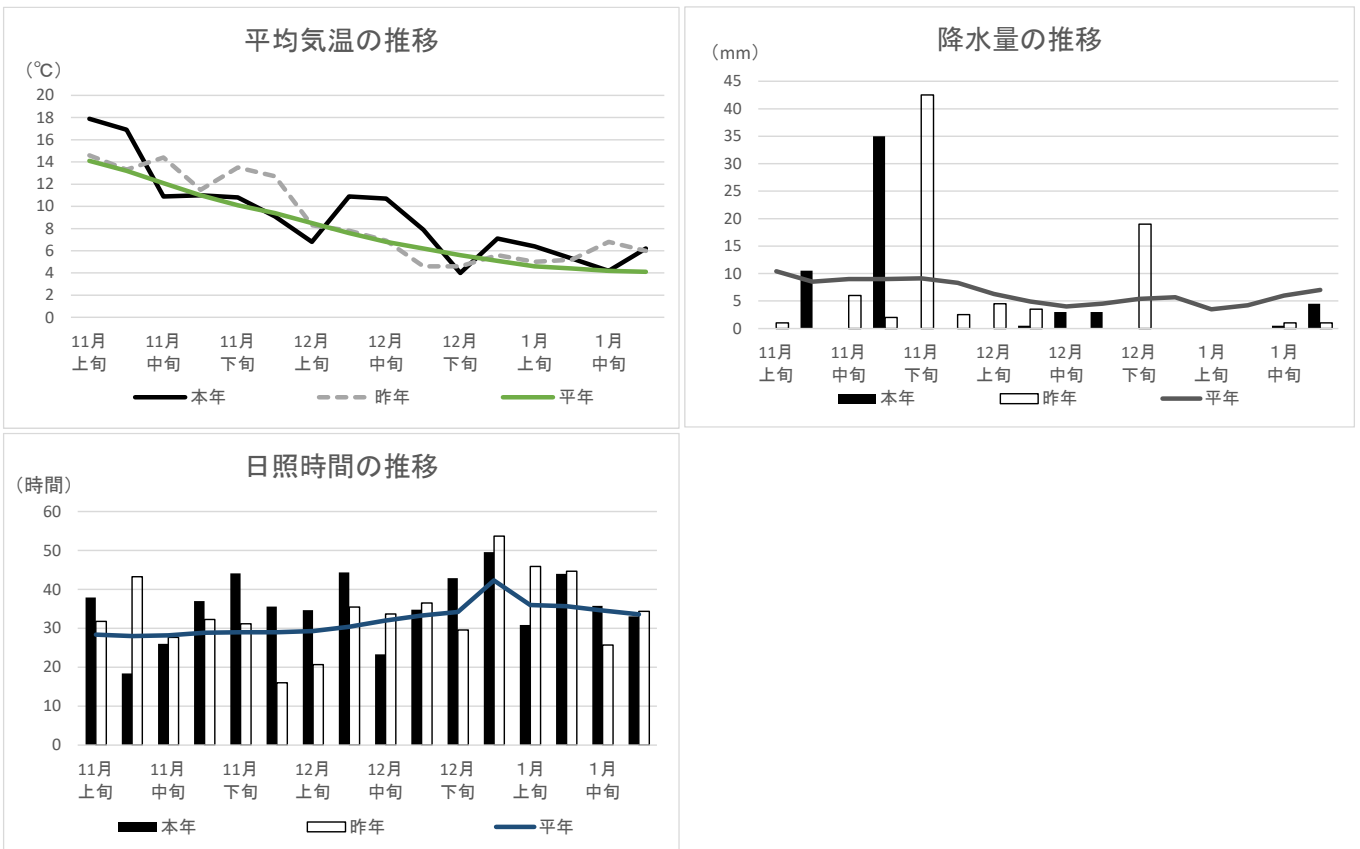 平均気温の推移
（℃）
20
18
16
14
12
10
8
6
4
2
0
11月 11月 11月 12月 12月 12月 1月 1月
上旬 中旬 下旬 上旬 中旬 下旬 上旬 中旬
本年 昨年 平年
降水量の推移
（mm）
45
40
35
30
25
20
15
10
5
0
11月 11月 11月 12月 12月 12月 1月 1月
上旬 中旬 下旬 上旬 中旬 下旬 上旬 中旬
本年 昨年 平年
日照時間の推移
（時間）
60
50
40
30
20
10
0
11月 11月 11月 12月 12月 12月 1月 1月
上旬 中旬 下旬 上旬 中旬 下旬 上旬 中旬
本年 昨年 平年